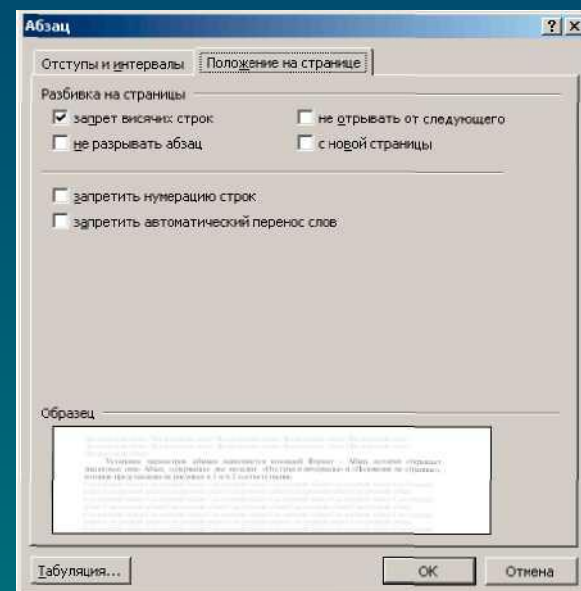 Абзац
Отступы и интервалы Положение на странице
Разбивка на страницы
запрет висячих строк не отрывать от следующего
не разрывать абзац с новой страницы
запретить нумерацию строк
запретить автоматический перенос слов
Образец
Табуляция... ОК Отмена